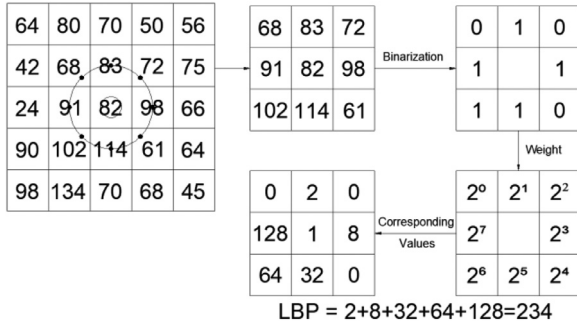 64 80 70 50 56
42 68 83 72 75
24 91 82 98 66
90 102 114 61 64
98 134 70 68 45
68 83 72
91 82 98
102 114 61
Binarization
0 1 0
1 1
1 1 0
Weight
2⁰ 2¹ 2²
2⁷ 2³
2⁶ 2⁵ 2⁴
Corresponding
Values
0 2 0
128 1 8
64 32 0
LBP = 2+8+32+64+128=234